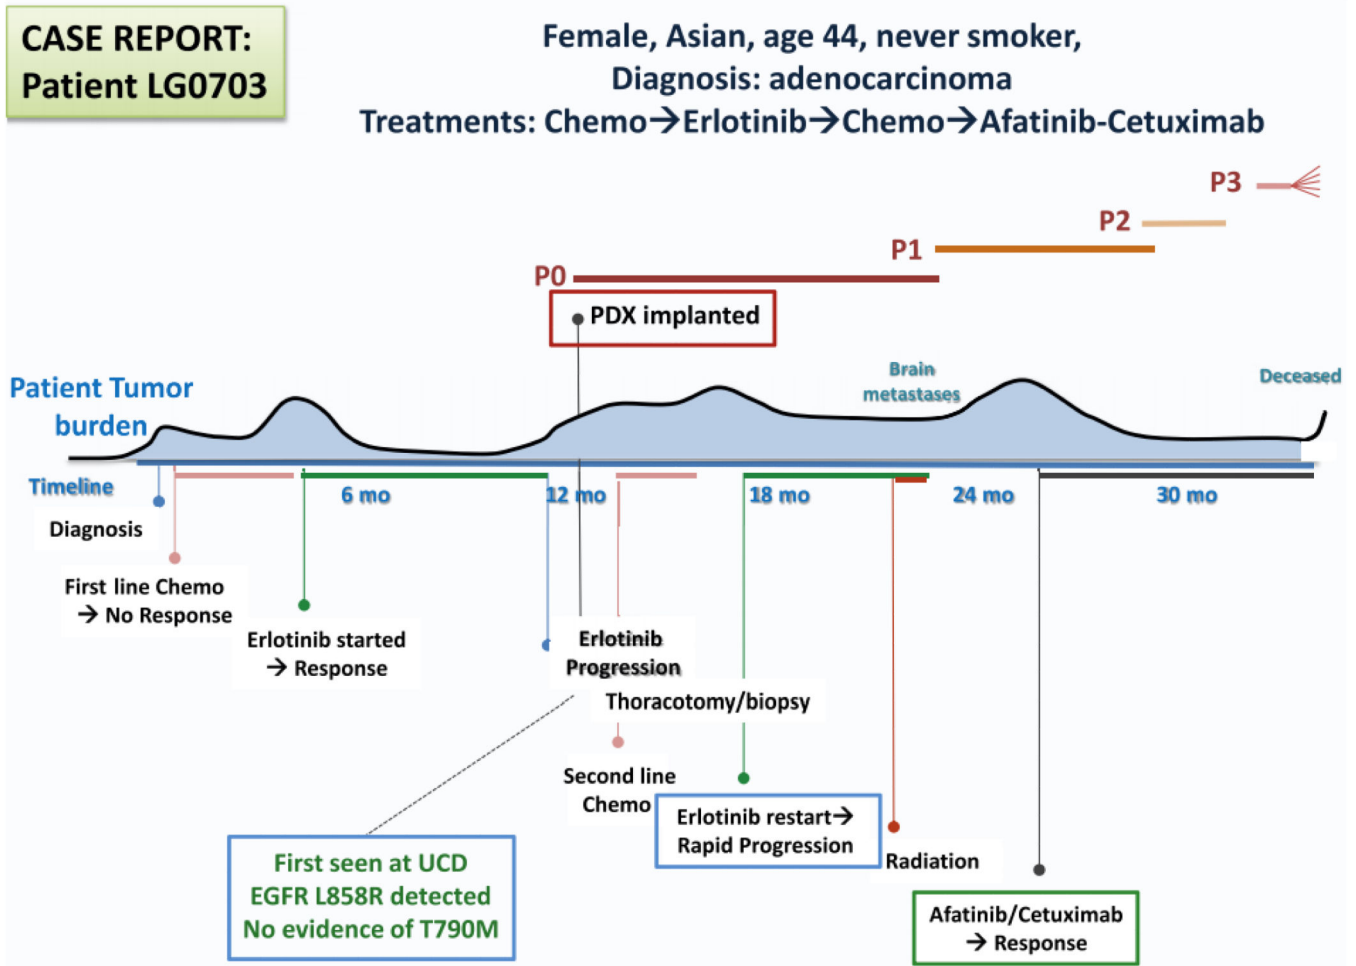 CASE REPORT:
Patient LG0703
Female, Asian, age 44, never smoker,
Diagnosis: adenocarcinoma
Treatments: Chemo→Erlotinib→Chemo→Afatinib-Cetuximab
P3
P2
P1
P0
PDX implanted
Patient Tumor
burden
Brain
metastases
Deceased
Timeline
6 mo
12 mo
18 mo
24 mo
30 mo
Diagnosis
First line Chemo
→ No Response
Erlotinib started
→ Response
Erlotinib
Progression
Thoracotomy/biopsy
Second line
Chemo
Erlotinib restart→
Rapid Progression
Radiation
First seen at UCD
EGFR L858R detected
No evidence of T790M
Afatinib/Cetuximab
→ Response